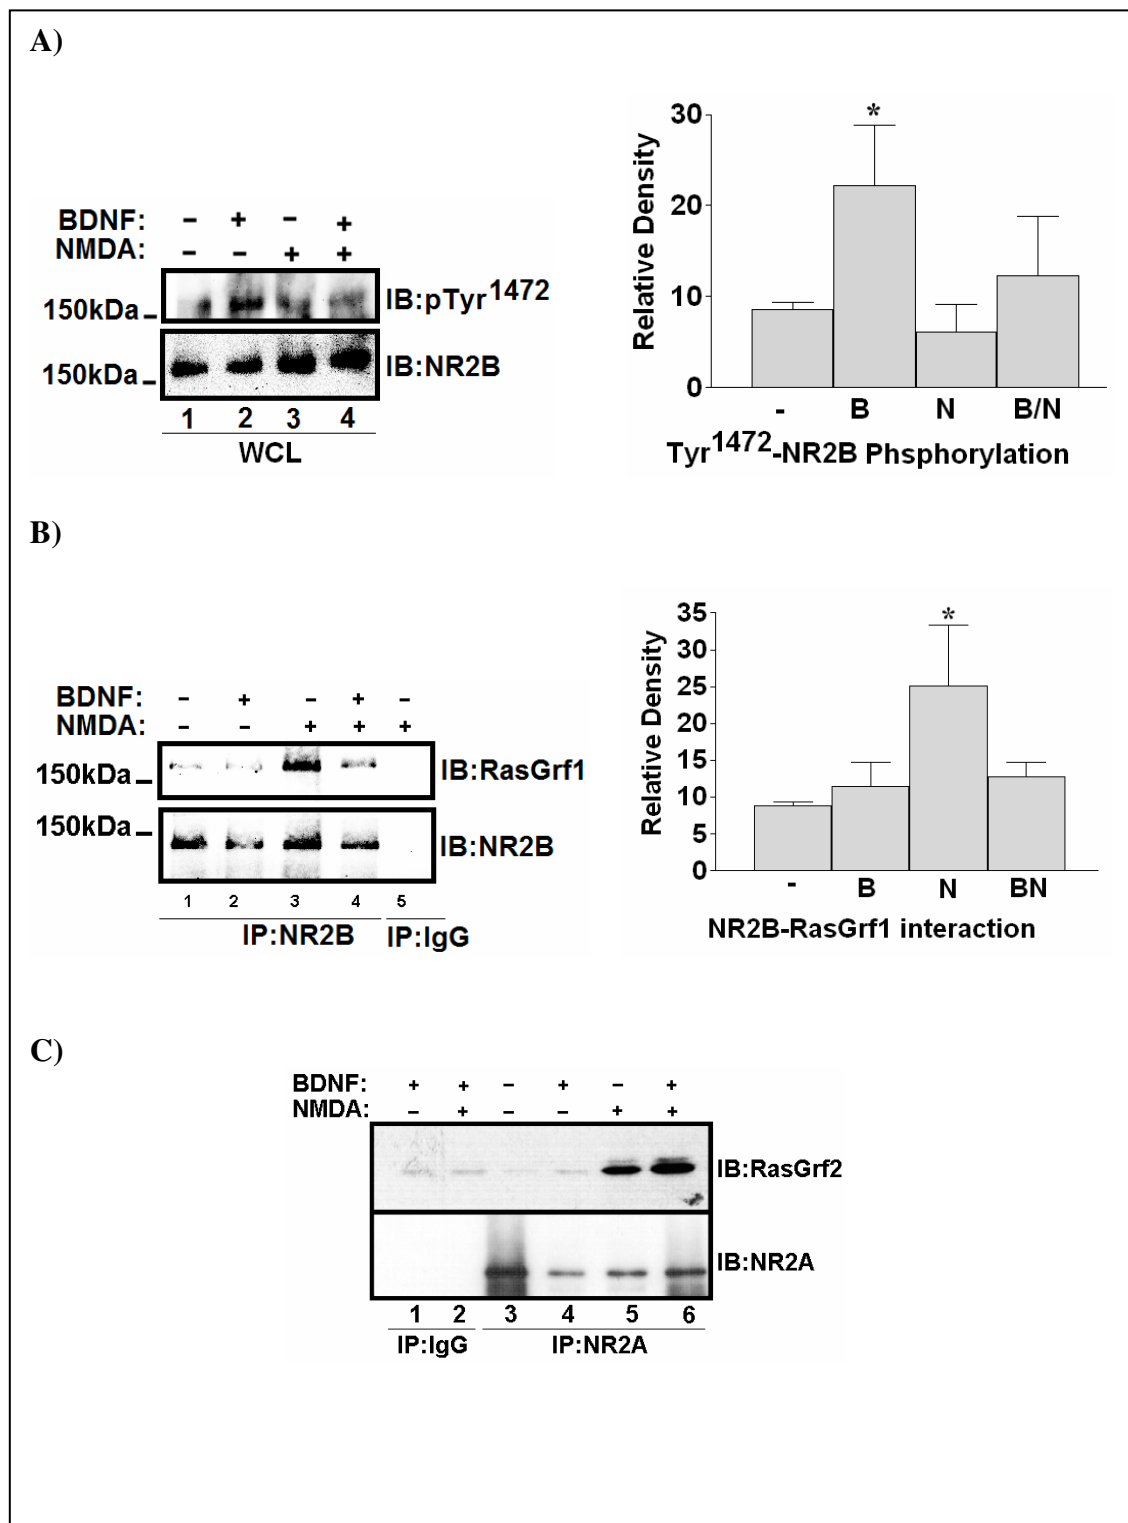 A)
BDNF: - + - +
NMDA: - - + +
150kDa
IB:pTyr1472
150kDa
IB:NR2B
1 2 3 4
WCL
Relative Density
30
20
10
0
*
- B N B/N
Tyr1472-NR2B Phsphorylation
B)
BDNF: - + - +
NMDA: - - + + +
150kDa
IB:RasGrf1
150kDa
IB:NR2B
1 2 3 4 5
IP:NR2B IP:IgG
Relative Density
35
30
25
20
15
10
5
0
*
- B N BN
NR2B-RasGrf1 interaction
C)
BDNF: + + - + - +
NMDA: - + - - + +
IB:RasGrf2
IB:NR2A
1 2 3 4 5 6
IP:IgG IP:NR2A